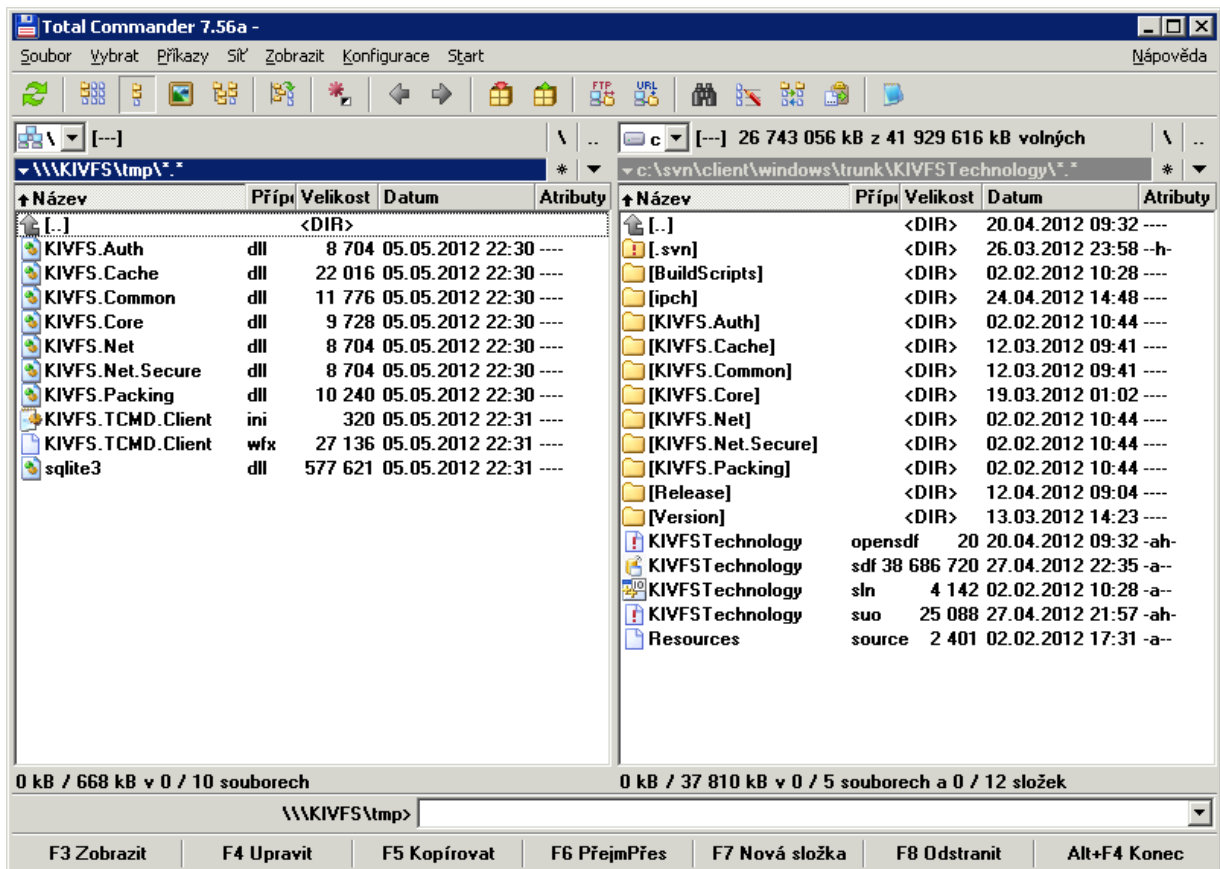 Total Commander 7.56a -
Soubor Vybrat Příkazy Síť Zobrazit Konfigurace Start Nápověda
FTP URL
\ [---] \ ..
c [---] 26 743 056 kB z 41 929 616 kB volných \ ..
\\\KIVFS\tmp\*.* * 
c:\svn\client\windows\trunk\KIVFSTechnology\*.* *
Název Přípo Velikost Datum Atributy
[..] <DIR>
KIVFS.Auth dll 8 704 05.05.2012 22:30 ----
KIVFS.Cache dll 22 016 05.05.2012 22:30 ----
KIVFS.Common dll 11 776 05.05.2012 22:30 ----
KIVFS.Core dll 9 728 05.05.2012 22:30 ----
KIVFS.Net dll 8 704 05.05.2012 22:30 ----
KIVFS.Net.Secure dll 8 704 05.05.2012 22:30 ----
KIVFS.Packing dll 10 240 05.05.2012 22:30 ----
KIVFS.TCMD.Client ini 320 05.05.2012 22:31 ----
KIVFS.TCMD.Client wfx 27 136 05.05.2012 22:31 ----
sqlite3 dll 577 621 05.05.2012 22:31 ----
0 kB / 668 kB v 0 / 10 souborech
Název Přípo Velikost Datum Atributy
[..] <DIR> 20.04.2012 09:32 ----
[.svn] <DIR> 26.03.2012 23:58 --h-
[BuildScripts] <DIR> 02.02.2012 10:28 ----
[ipch] <DIR> 24.04.2012 14:48 ----
[KIVFS.Auth] <DIR> 02.02.2012 10:44 ----
[KIVFS.Cache] <DIR> 12.03.2012 09:41 ----
[KIVFS.Common] <DIR> 12.03.2012 09:41 ----
[KIVFS.Core] <DIR> 19.03.2012 01:02 ----
[KIVFS.Net] <DIR> 02.02.2012 10:44 ----
[KIVFS.Net.Secure] <DIR> 02.02.2012 10:44 ----
[KIVFS.Packing] <DIR> 02.02.2012 10:44 ----
[Release] <DIR> 12.04.2012 09:04 ----
[Version] <DIR> 13.03.2012 14:23 ----
KIVFSTechnology opensdf 20 20.04.2012 09:32 -ah-
KIVFSTechnology sdf 38 686 720 27.04.2012 22:35 -a--
KIVFSTechnology sln 4 142 02.02.2012 10:28 -a--
KIVFSTechnology suo 25 088 27.04.2012 21:57 -ah-
Resources source 2 401 02.02.2012 17:31 -a--
0 kB / 37 810 kB v 0 / 5 souborech a 0 / 12 složek
\\\KIVFS\tmp>
F3 Zobrazit F4 Upravit F5 Kopírovat F6 PřejmPřes F7 Nová složka F8 Odstranit Alt+F4 Konec